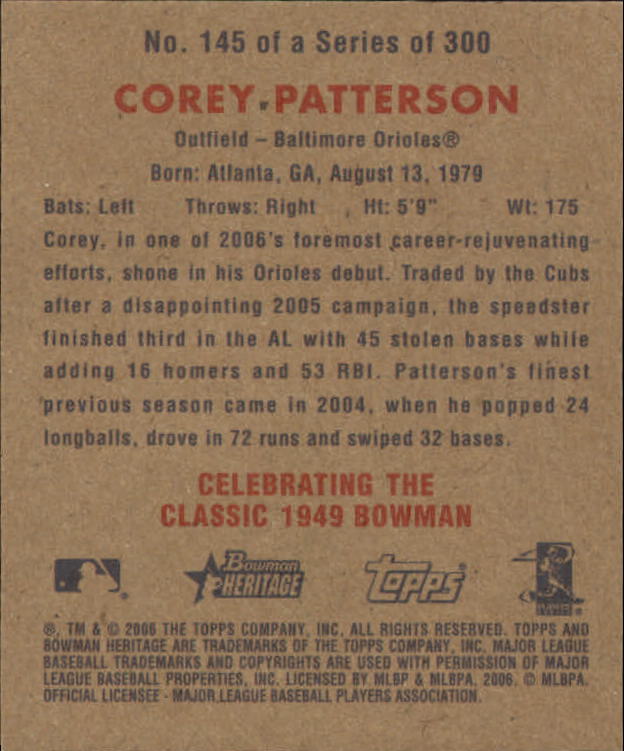 No. 145 of a Series of 300
COREY PATTERSON
Outfield – Baltimore Orioles®
Born: Atlanta, GA, August 13, 1979
Bats: Left Throws: Right Ht: 5'9" Wt: 175
Corey, in one of 2006's foremost career-rejuvenating
efforts, shone in his Orioles debut. Traded by the Cubs
after a disappointing 2005 campaign, the speedster
finished third in the AL with 45 stolen bases while
adding 16 homers and 53 RBI. Patterson's finest
previous season came in 2004, when he popped 24
longballs, drove in 72 runs and swiped 32 bases.
CELEBRATING THE
CLASSIC 1949 BOWMAN
Bowman
HERITAGE
topps®
®, TM & © 2006 THE TOPPS COMPANY, INC. ALL RIGHTS RESERVED. TOPPS AND
BOWMAN HERITAGE ARE TRADEMARKS OF THE TOPPS COMPANY, INC. MAJOR LEAGUE
BASEBALL TRADEMARKS AND COPYRIGHTS ARE USED WITH PERMISSION OF MAJOR
LEAGUE BASEBALL PROPERTIES, INC. LICENSED BY MLBP & MLBPA, 2006. © MLBPA.
OFFICIAL LICENSEE - MAJOR LEAGUE BASEBALL PLAYERS ASSOCIATION.